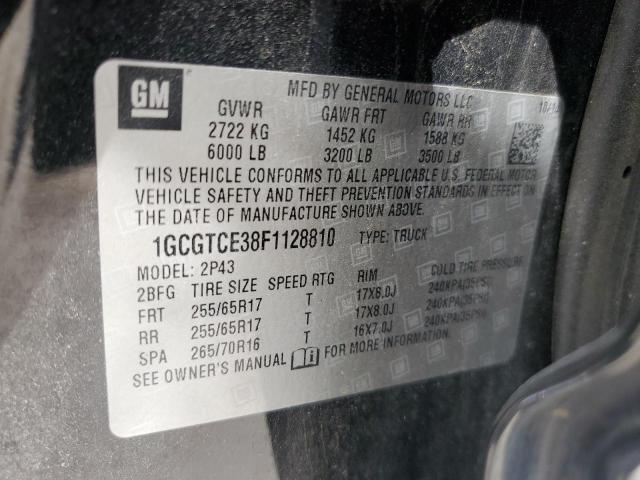 GM
MFD BY GENERAL MOTORS LLC
GVWR GAWR FRT GAWR RR
2722 KG 1452 KG 1588 KG
6000 LB 3200 LB 3500 LB
THIS VEHICLE CONFORMS TO ALL APPLICABLE U.S. FEDERAL MOTOR
VEHICLE SAFETY AND THEFT PREVENTION STANDARDS IN EFFECT ON
THE DATE OF MANUFACTURE SHOWN ABOVE.
1GCGTCE38F1128810 TYPE: TRUCK
MODEL: 2P43
2BFG TIRE SIZE SPEED RTG RIM COLD TIRE PRESSURE
FRT 255/65R17 T 17X8.0J 240KPA(35PSI)
RR 255/65R17 T 17X8.0J 240KPA(35PSI)
SPA 265/70R16 T 16X7.0J 240KPA(35PSI)
SEE OWNER'S MANUAL FOR MORE INFORMATION.